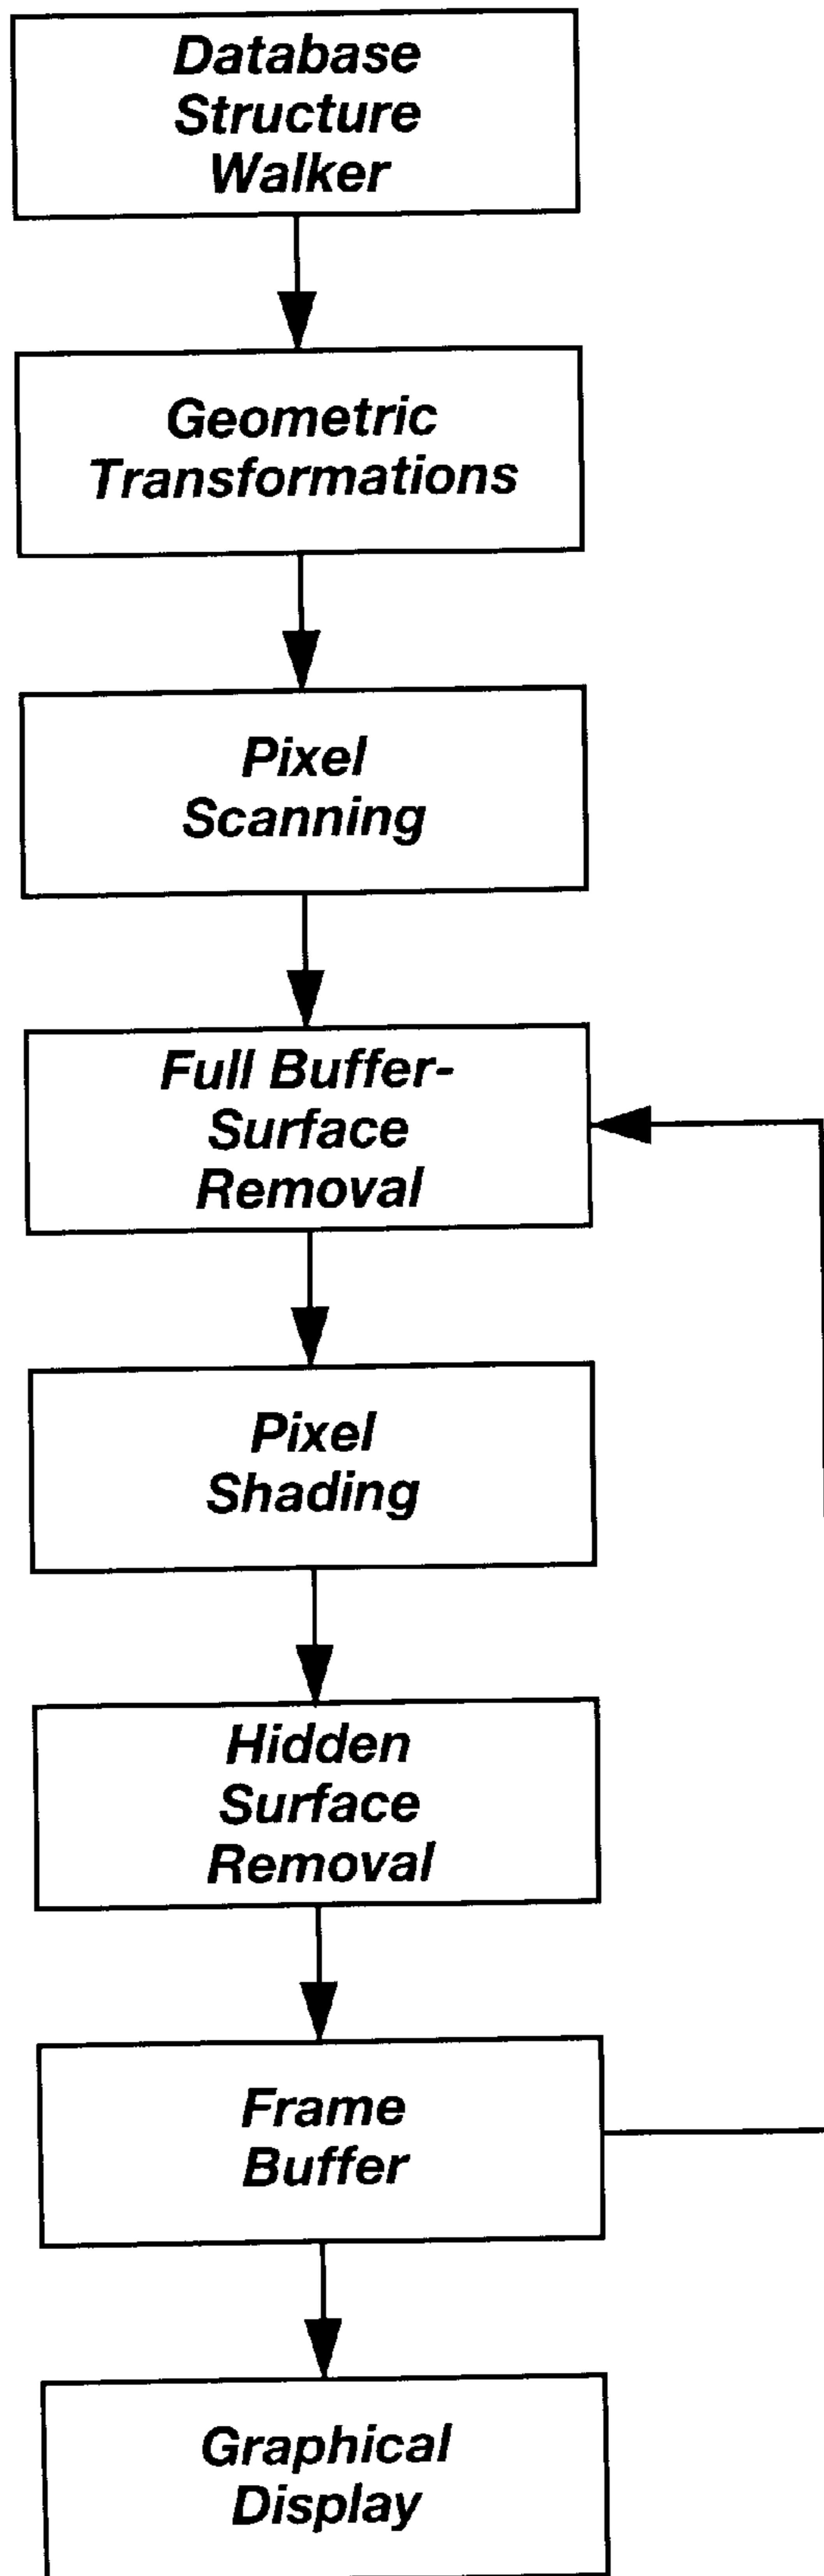 Database
Structure
Walker
Geometric
Transformations
Pixel
Scanning
Full Buffer-
Surface
Removal
Pixel
Shading
Hidden
Surface
Removal
Frame
Buffer
Graphical
Display